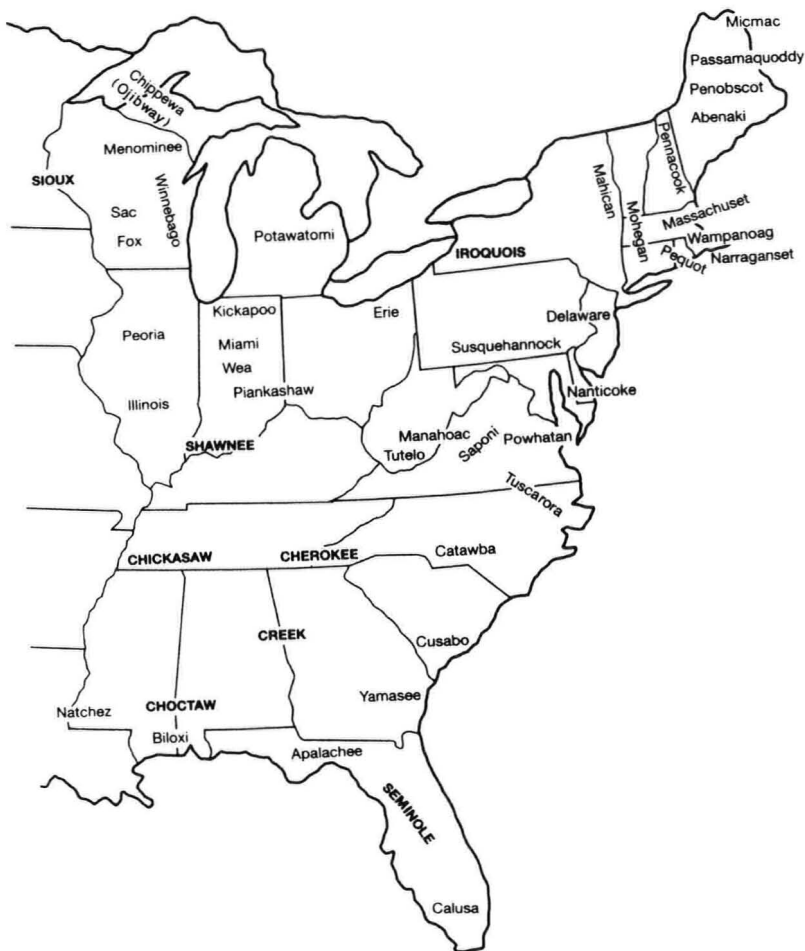 Micmac
Passamaquoddy
Penobscot
Abenaki
Chippewa
(Ojibway)
Menominee
SIOUX
Winnebago
Sac
Fox
Potawatomi
IROQUOIS
Mahican
Mohegan
Pennacook
Massachuset
Wampanoag
Narraganset
Pequot
Kickapoo
Erie
Delaware
Peoria
Miami
Wea
Susquehannock
Piankashaw
Nanticoke
Illinois
SHAWNEE
Manahoac
Tutelo
Saponi
Powhatan
Tuscarora
CHICKASAW
CHEROKEE
Catawba
CREEK
Cusabo
Natchez
CHOCTAW
Yamasee
Biloxi
Apalachee
SEMINOLE
Calusa